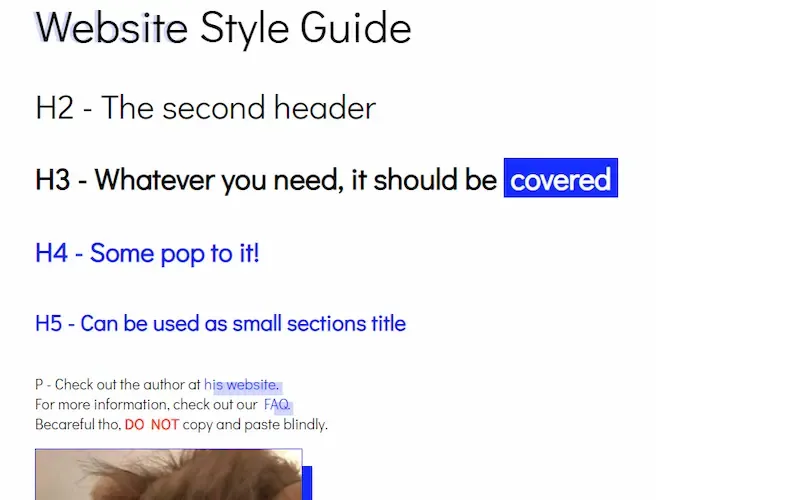 Website Style Guide
H2 - The second header
H3 - Whatever you need, it should be covered
H4 - Some pop to it!
H5 - Can be used as small sections title
P - Check out the author at his website.
For more information, check out our FAQ.
Becareful tho, DO NOT copy and paste blindly.